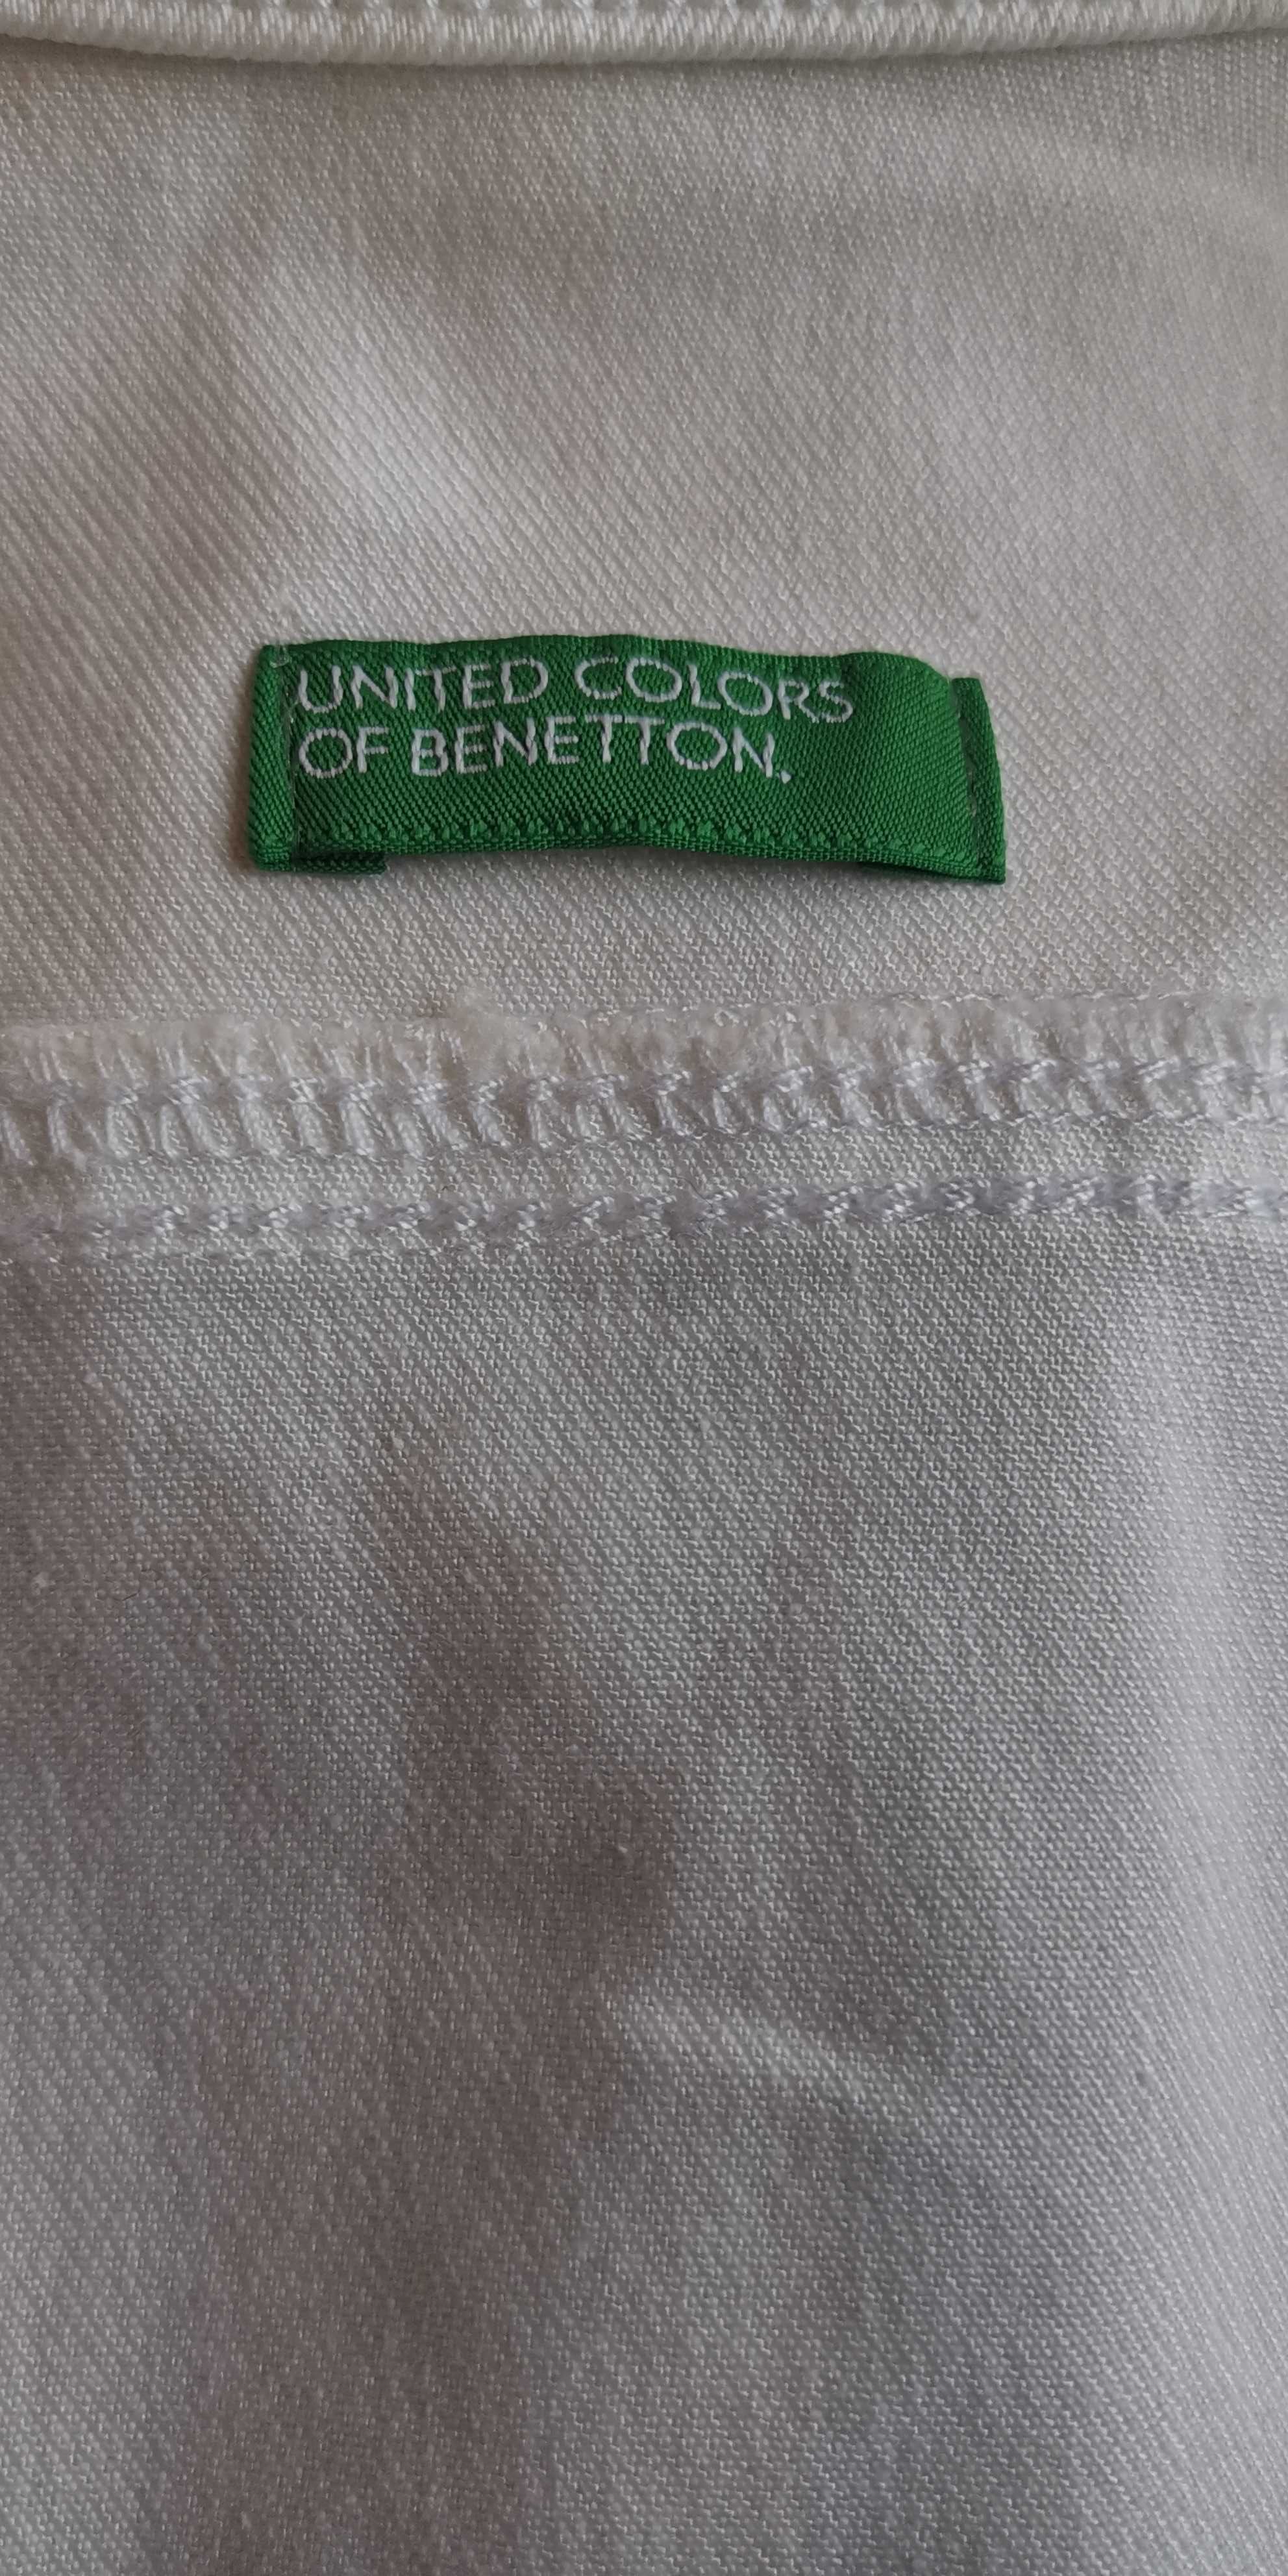 UNITED COLORS
OF BENETTON.